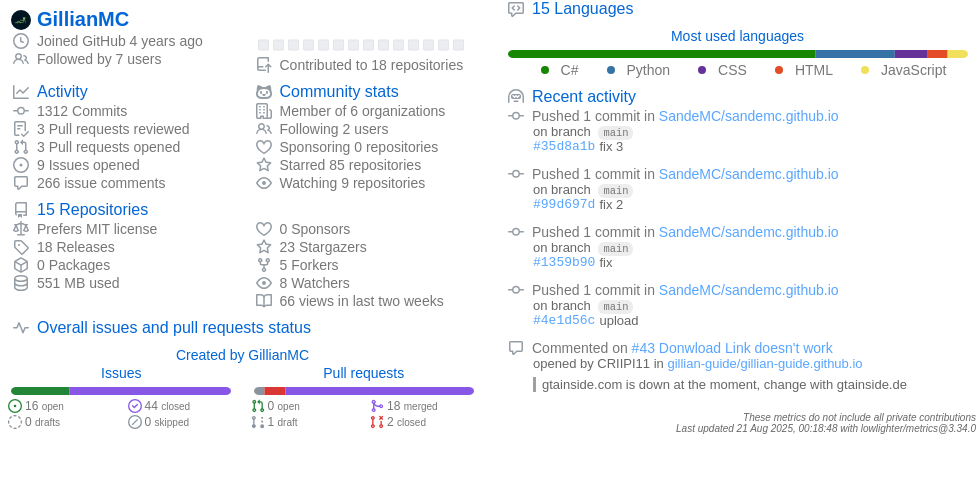 GillianMC
Joined GitHub 4 years ago
Followed by 7 users
Contributed to 18 repositories
Activity
1312 Commits
3 Pull requests reviewed
3 Pull requests opened
9 Issues opened
266 issue comments
Community stats
Member of 6 organizations
Following 2 users
Sponsoring 0 repositories
Starred 85 repositories
Watching 9 repositories
15 Repositories
Prefers MIT license
18 Releases
0 Packages
551 MB used
0 Sponsors
23 Stargazers
5 Forkers
8 Watchers
66 views in last two weeks
Overall issues and pull requests status
Created by GillianMC
Issues
16 open
44 closed
0 drafts
0 skipped
Pull requests
0 open
18 merged
1 draft
2 closed
15 Languages
Most used languages
C# Python CSS HTML JavaScript
Recent activity
Pushed 1 commit in SandeMC/sandemc.github.io
on branch main
#35d8a1b fix 3
Pushed 1 commit in SandeMC/sandemc.github.io
on branch main
#99d697d fix 2
Pushed 1 commit in SandeMC/sandemc.github.io
on branch main
#1359b90 fix
Pushed 1 commit in SandeMC/sandemc.github.io
on branch main
#4e1d56c upload
Commented on #43 Donwload Link doesn't work
opened by CRIIPI11 in gillian-guide/gillian-guide.github.io
gtainside.com is down at the moment, change with gtainside.de
These metrics do not include all private contributions
Last updated 21 Aug 2025, 00:18:48 with lowlighter/metrics@3.34.0